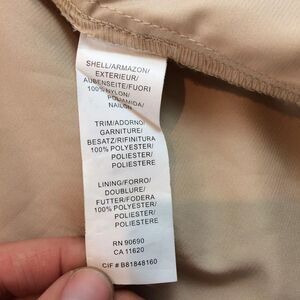 SHELL/ARMAZON/
EXTERIEUR/
AUBENSEITE/FUORI
100% NYLON/
POLIAMIDA/
NAILON
TRIM/ADORNO/
GARNITURE/
BESATZ/RIFINITURA
100% POLYESTER/
POLIESTER/
POLIESTERE
LINING/FORRO/
DOUBLURE/
FUTTER/FODERA
100% POLYESTER/
POLIESTER/
POLIESTERE
RN 90690
CA 11620
CIF # B81848160